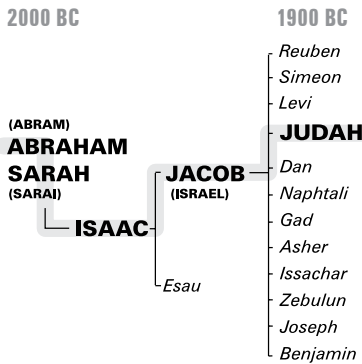 2000 BC
1900 BC
(ABRAM)
ABRAHAM
SARAH
(SARAI)
ISAAC
JACOB
(ISRAEL)
Esau
Reuben
Simeon
Levi
JUDAH
Dan
Naphtali
Gad
Asher
Issachar
Zebulun
Joseph
Benjamin